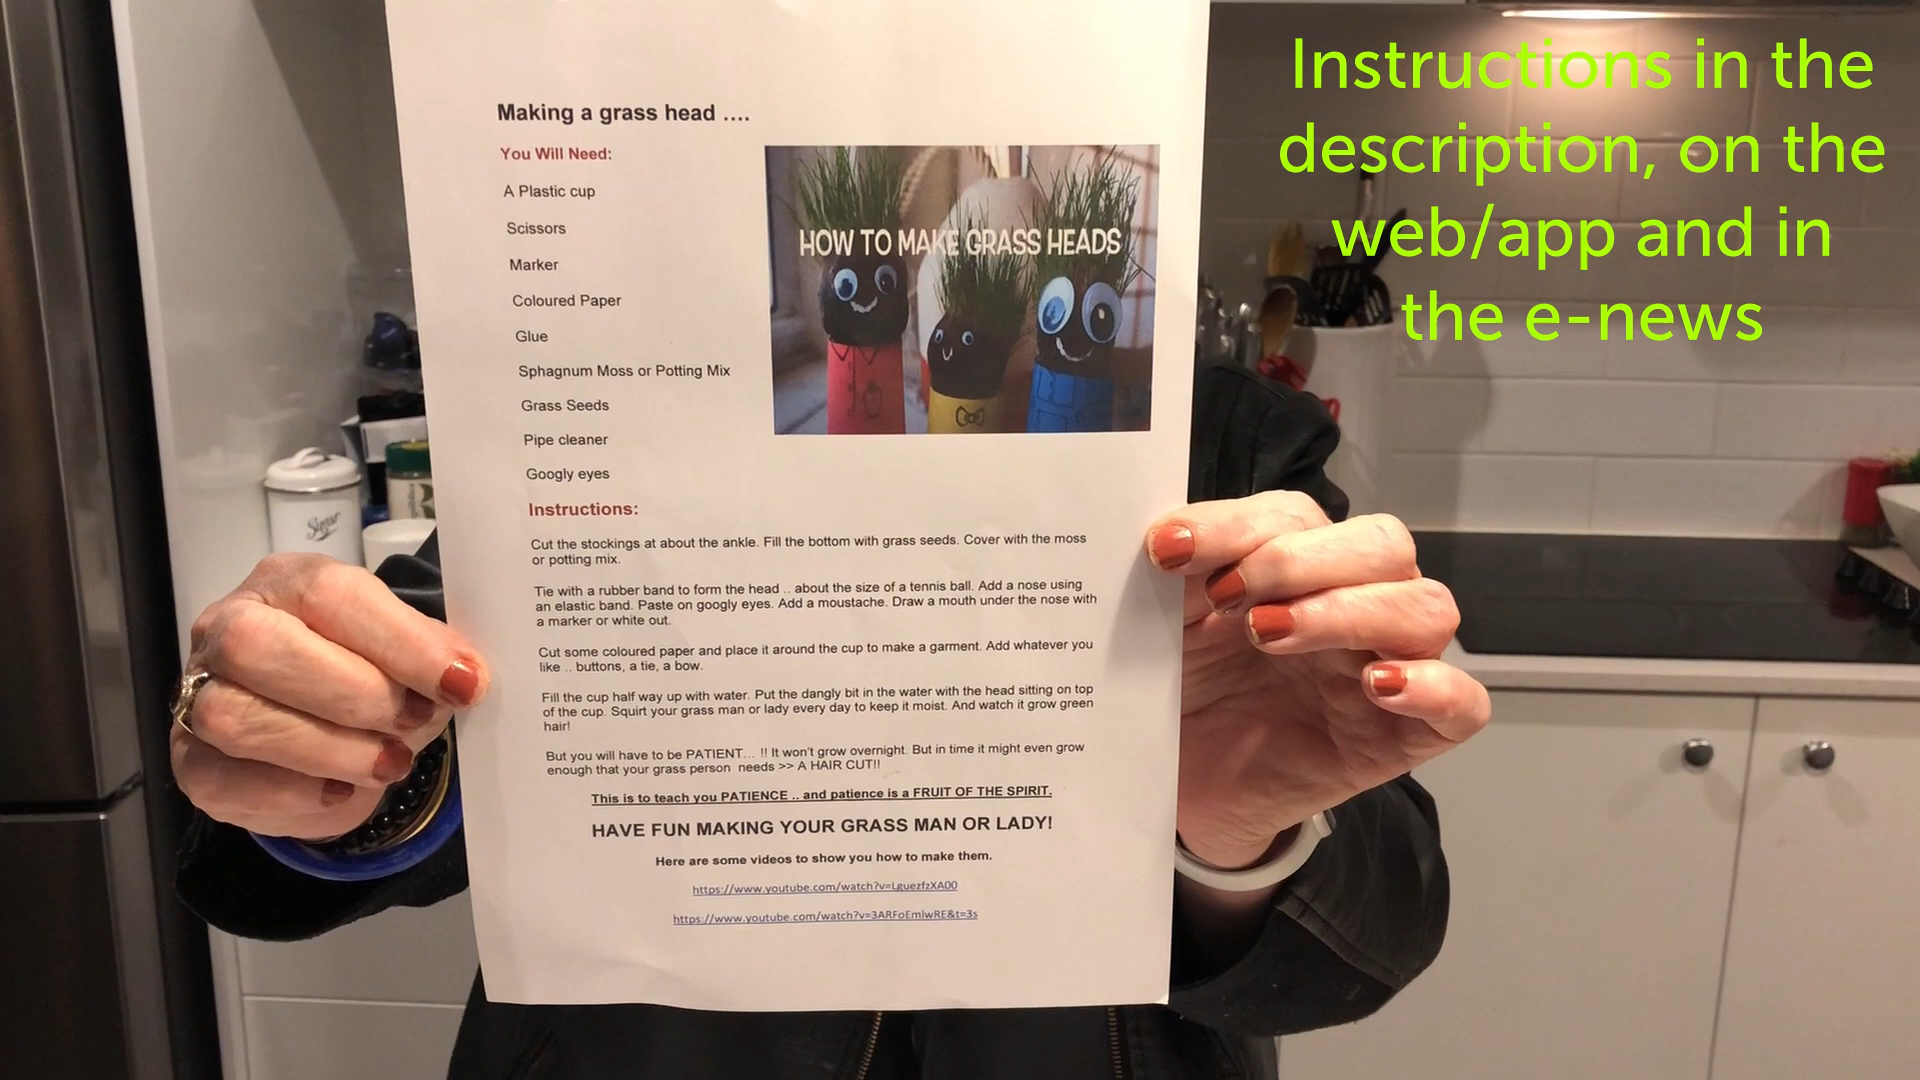 Making a grass head ….
You Will Need:
A Plastic cup
Scissors
Marker
Coloured Paper
Glue
Sphagnum Moss or Potting Mix
Grass Seeds
Pipe cleaner
Googly eyes
HOW TO MAKE GRASS HEADS
Instructions:
Cut the stockings at about the ankle. Fill the bottom with grass seeds. Cover with the moss
or potting mix.
Tie with a rubber band to form the head .. about the size of a tennis ball. Add a nose using
an elastic band. Paste on googly eyes. Add a moustache. Draw a mouth under the nose with
a marker or white out.
Cut some coloured paper and place it around the cup to make a garment. Add whatever you
like .. buttons, a tie, a bow.
Fill the cup half way up with water. Put the dangly bit in the water with the head sitting on top
of the cup. Squirt your grass man or lady every day to keep it moist. And watch it grow green
hair!
But you will have to be PATIENT… !! It won't grow overnight. But in time it might even grow
enough that your grass person needs >> A HAIR CUT!!
This is to teach you PATIENCE .. and patience is a FRUIT OF THE SPIRIT.
HAVE FUN MAKING YOUR GRASS MAN OR LADY!
Here are some videos to show you how to make them.
https://www.youtube.com/watch?v=LguezfzXA00
https://www.youtube.com/watch?v=3ARFoEmlwRE&t=3s
Instructions in the
description, on the
web/app and in
the e-news
Sugar